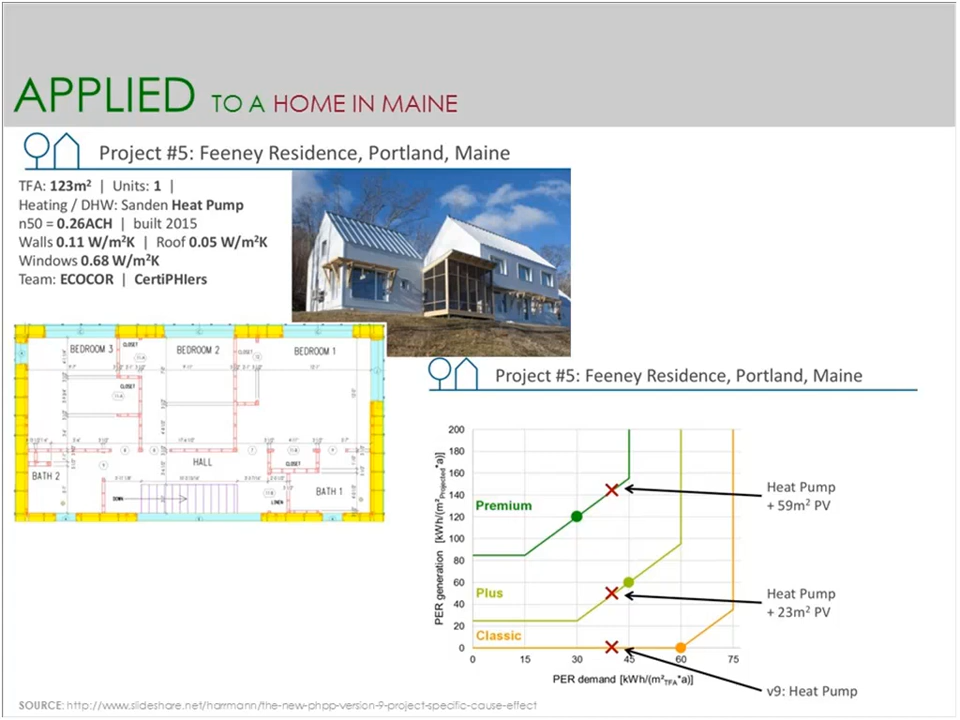 APPLIED TO A HOME IN MAINE
Project #5: Feeney Residence, Portland, Maine
TFA: 123m² | Units: 1 |
Heating / DHW: Sanden Heat Pump
n50 = 0.26ACH | built 2015
Walls 0.11 W/m²K | Roof 0.05 W/m²K
Windows 0.68 W/m²K
Team: ECOCOR | CertiPHIers
BEDROOM 3
CLOSET
BEDROOM 2
CLOSET
BEDROOM 1
CLOSET
HALL
CLOSET
BATH 2
DOWN
LINEN
BATH 1
Project #5: Feeney Residence, Portland, Maine
PER generation [kWh/(m²Projected*a)]
200
180
160
140
120
100
80
60
40
20
0
Premium
Plus
Classic
Heat Pump
+ 59m² PV
Heat Pump
+ 23m² PV
v9: Heat Pump
0 15 30 45 60 75
PER demand [kWh/(m²TFA*a)]
SOURCE: http://www.slideshare.net/harrmann/the-new-phpp-version-9-project-specific-cause-effect